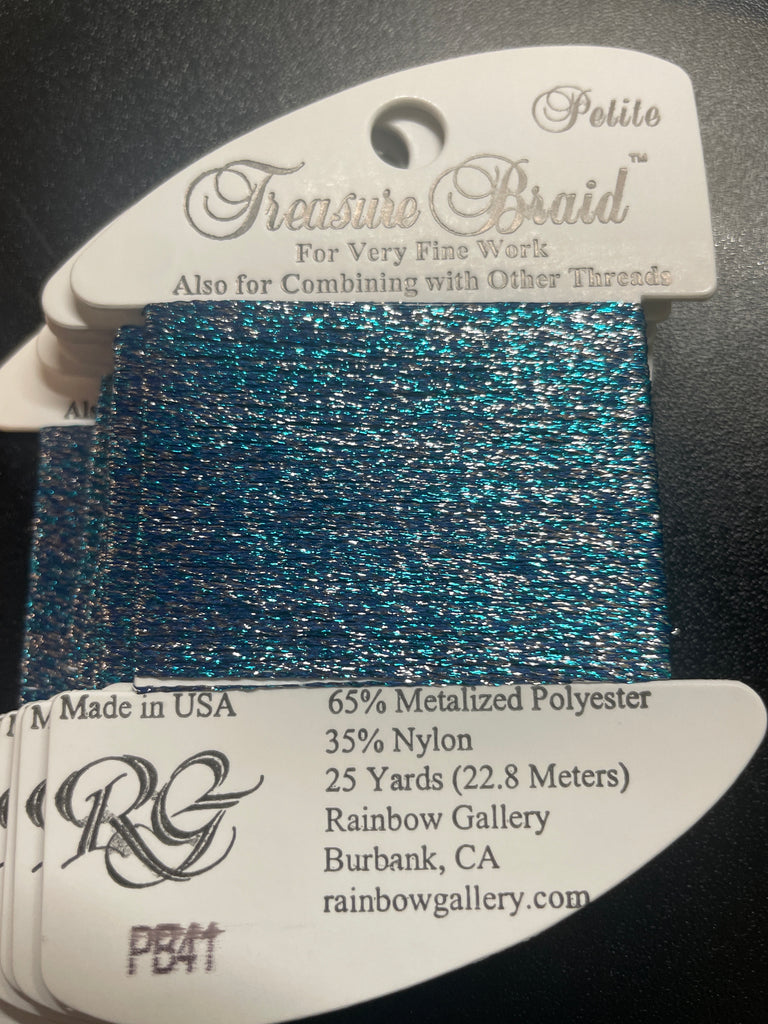 Petite
Treasure Braid™
For Very Fine Work
Also for Combining with Other Threads
Als
Made in USA
M
65% Metalized Polyester
35% Nylon
25 Yards (22.8 Meters)
Rainbow Gallery
Burbank, CA
rainbowgallery.com
RG
PB41